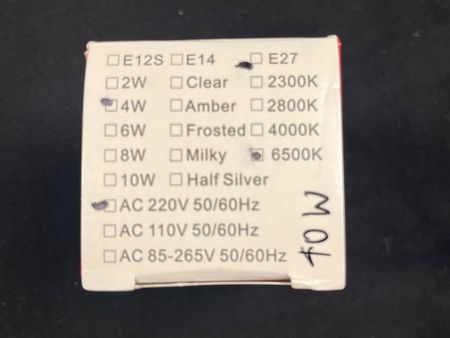 E12S E14 E27
2W Clear 2300K
4W Amber 2800K
6W Frosted 4000K
8W Milky 6500K
10W Half Silver
AC 220V 50/60Hz
AC 110V 50/60Hz
AC 85-265V 50/60Hz
40W